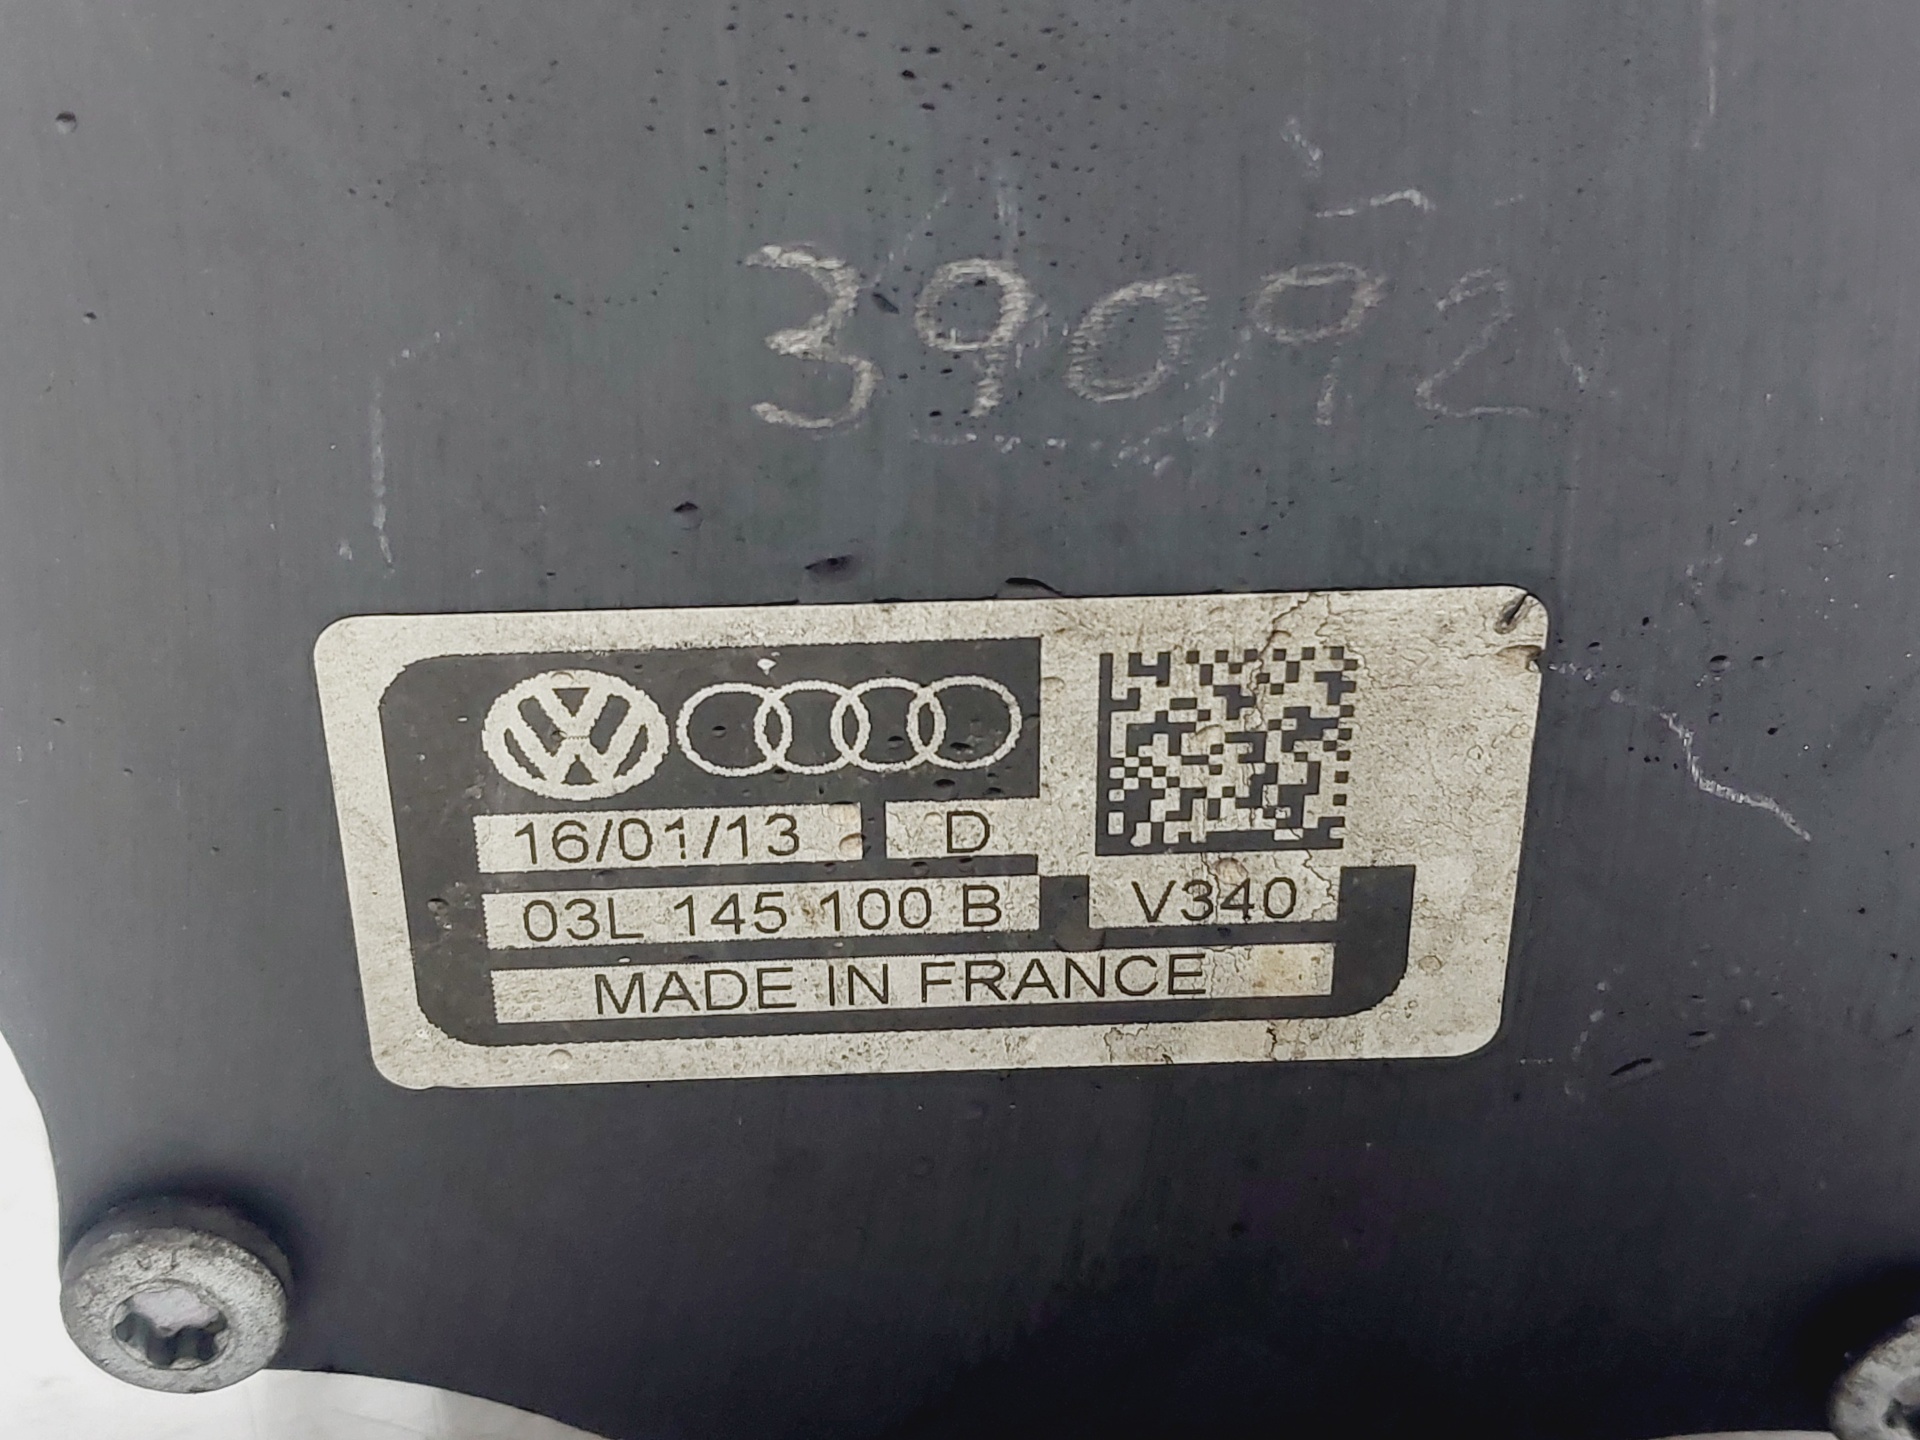 39092
16/01/13 D
03L 145 100 B V340
MADE IN FRANCE